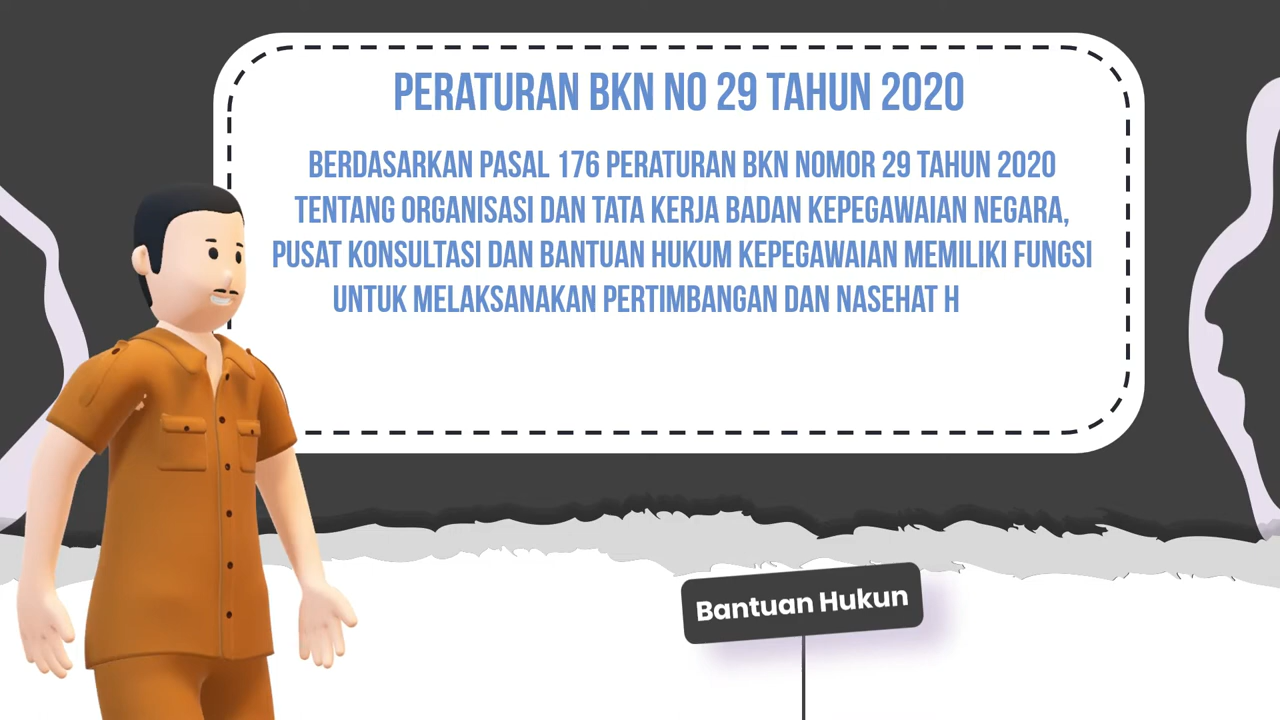 PERATURAN BKN NO 29 TAHUN 2020
BERDASARKAN PASAL 176 PERATURAN BKN NOMOR 29 TAHUN 2020
TENTANG ORGANISASI DAN TATA KERJA BADAN KEPEGAWAIAN NEGARA,
PUSAT KONSULTASI DAN BANTUAN HUKUM KEPEGAWAIAN MEMILIKI FUNGSI
UNTUK MELAKSANAKAN PERTIMBANGAN DAN NASEHAT H
Bantuan Hukun